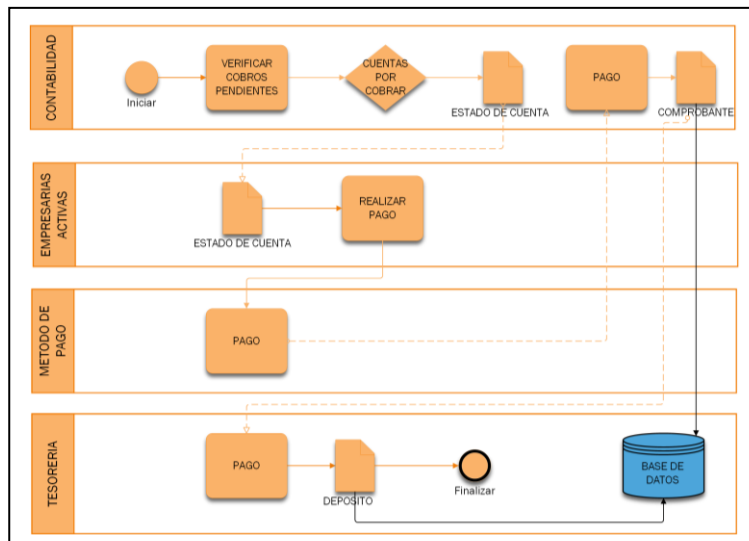 CONTABILIDAD
Iniciar
VERIFICAR
COBROS
PENDIENTES
CUENTAS
POR
COBRAR
ESTADO DE CUENTA
PAGO
COMPROBANTE
EMPRESARIAS
ACTIVAS
ESTADO DE CUENTA
REALIZAR
PAGO
METODO DE
PAGO
PAGO
TESORERIA
PAGO
DEPOSITO
Finalizar
BASE DE
DATOS